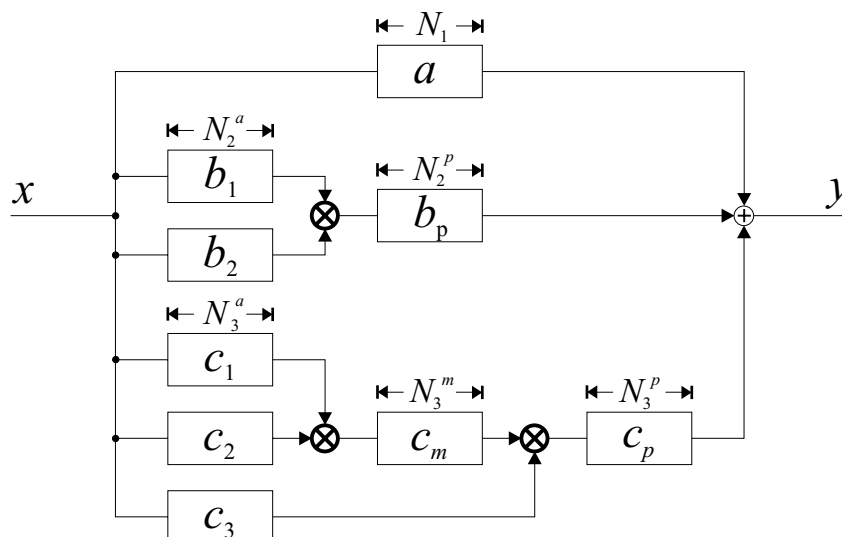 N₁
a
N₂ᵃ
b₁
N₂ᵖ
bₚ
x
y
b₂
N₃ᵃ
c₁
N₃ᵐ
N₃ᵖ
c₂
cₘ
cₚ
c₃